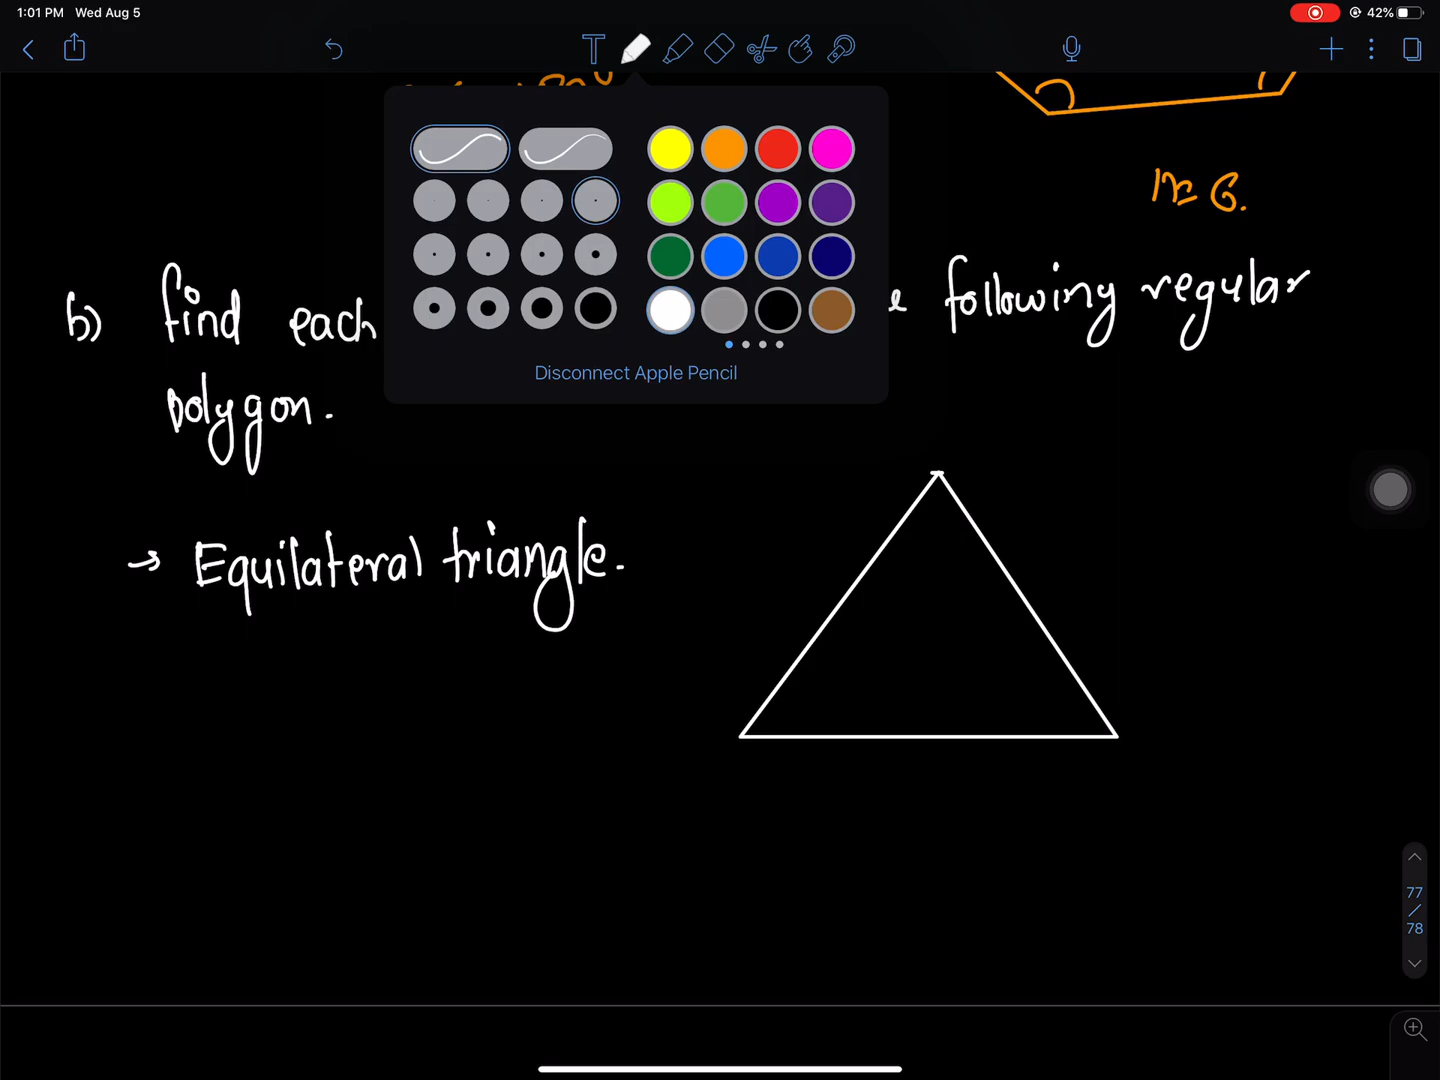 1:01 PM Wed Aug 5
42%
T
n = 6.
b) find each
following regular
polygon.
Disconnect Apple Pencil
→ Equilateral triangle.
77
/
78